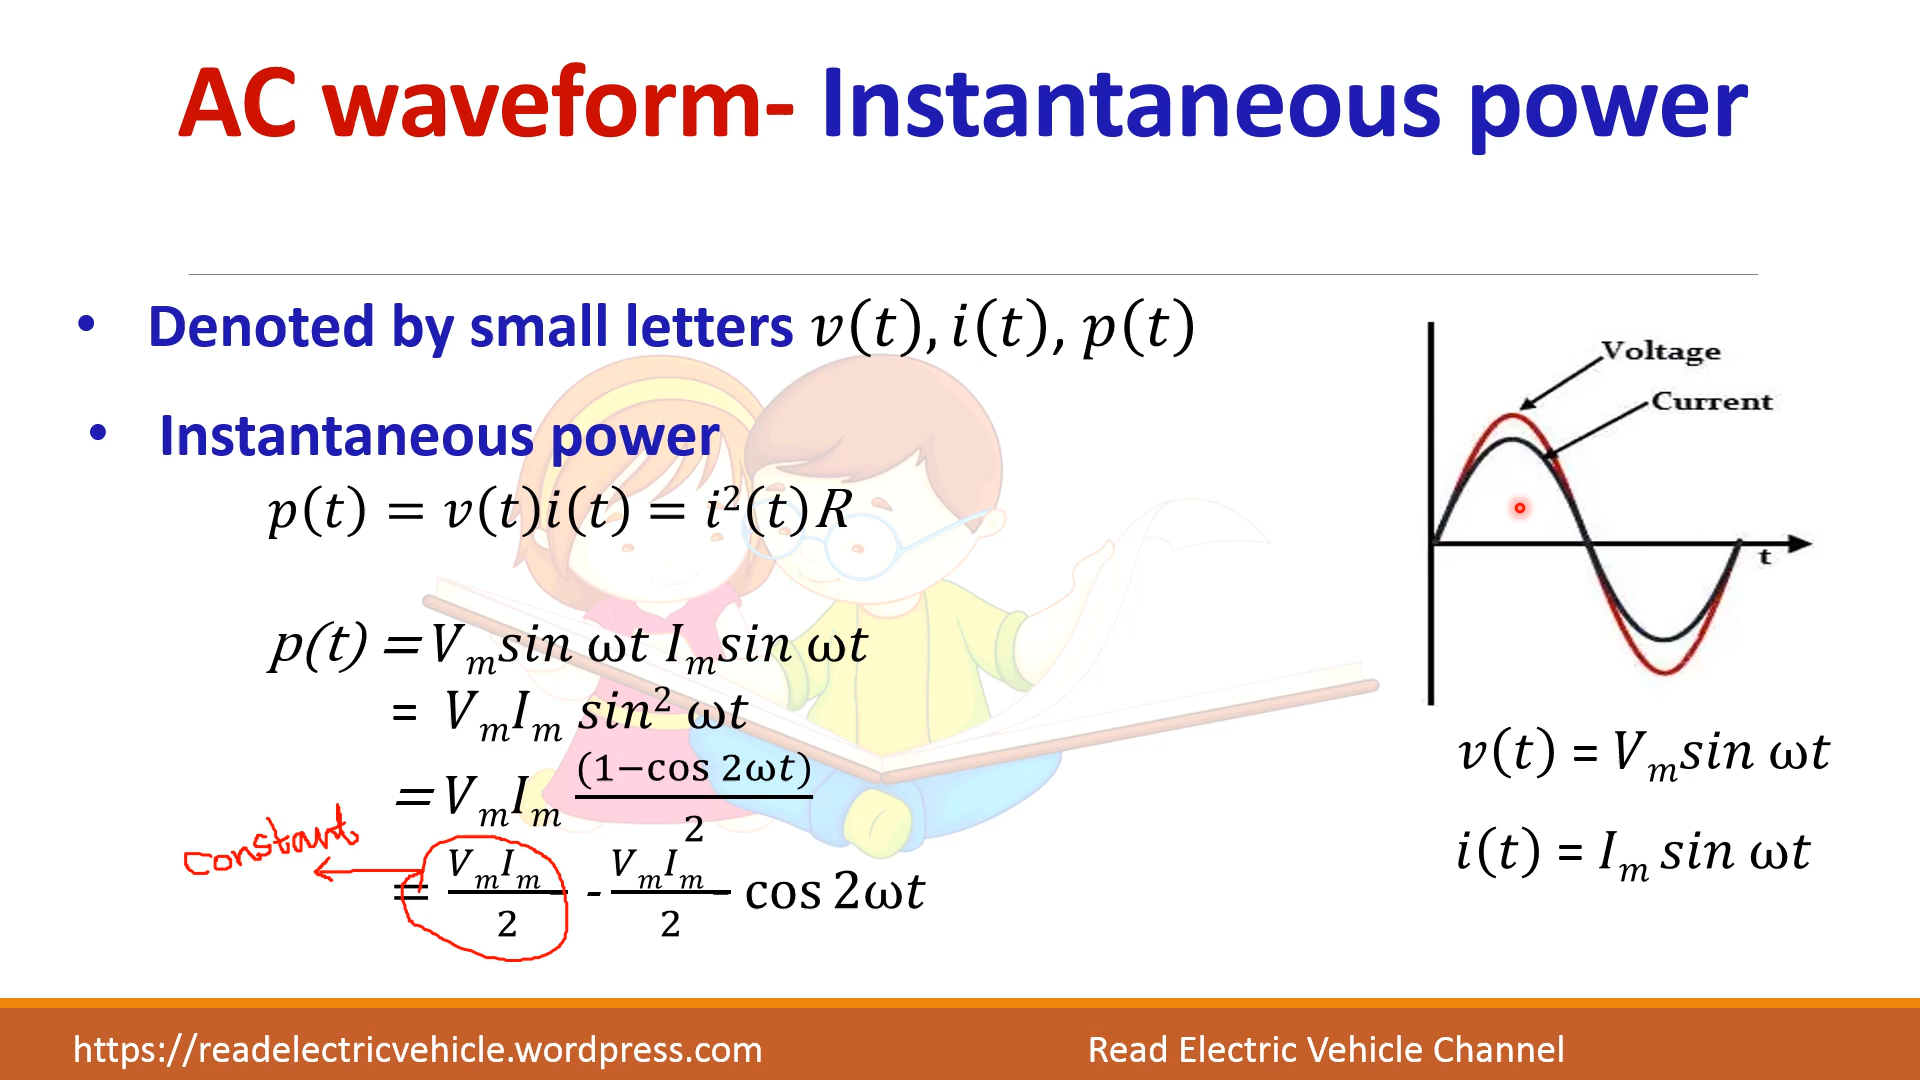 AC waveform- Instantaneous power
• Denoted by small letters v(t), i(t), p(t)
• Instantaneous power
p(t) = v(t)i(t) = i²(t)R
p(t) = Vₘsin ωt Iₘsin ωt
= VₘIₘ sin² ωt
= VₘIₘ (1−cos 2ωt)/2
constant
= VₘIₘ/2 - VₘIₘ/2 cos 2ωt
Voltage
Current
t
v(t) = Vₘsin ωt
i(t) = Iₘ sin ωt
https://readelectricvehicle.wordpress.com
Read Electric Vehicle Channel